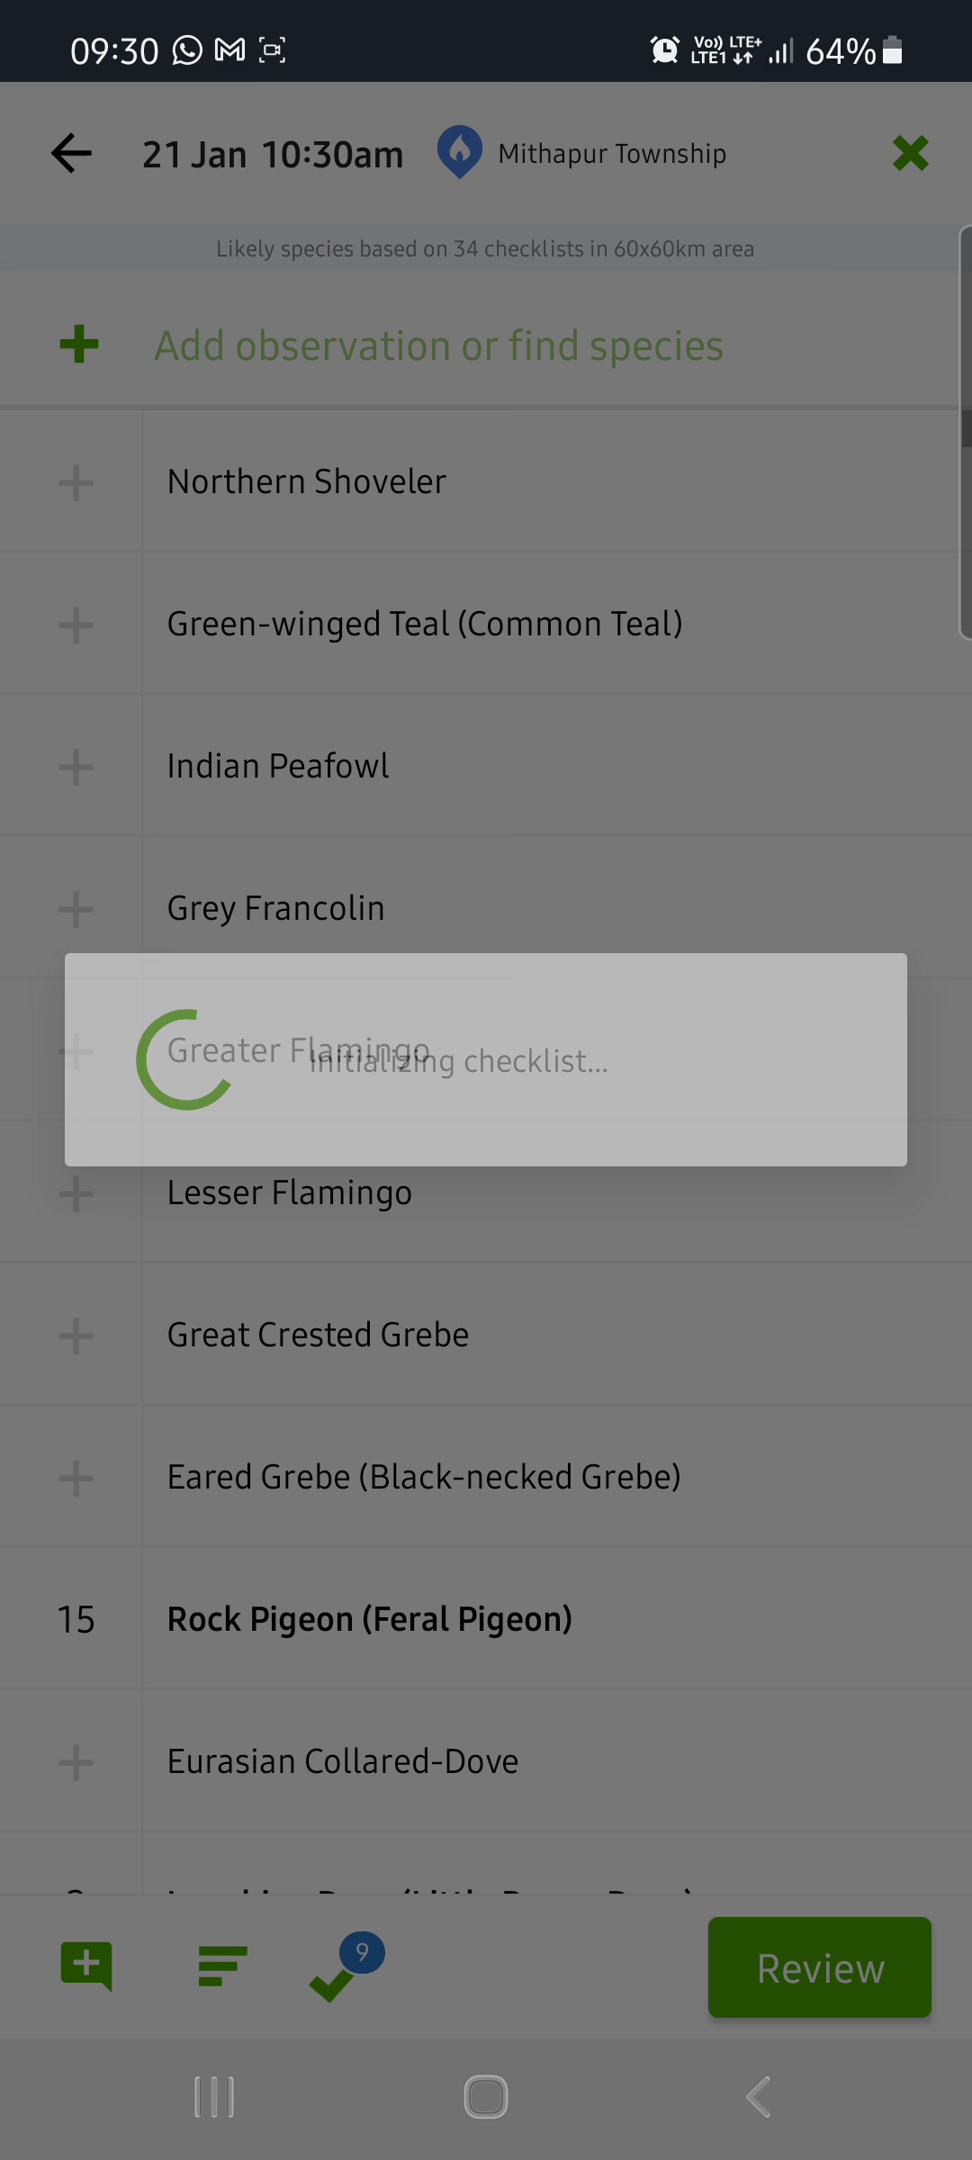 09:30 Vo)) LTE+ LTE1 64%
21 Jan 10:30am Mithapur Township
Likely species based on 34 checklists in 60x60km area
Add observation or find species
Northern Shoveler
Green-winged Teal (Common Teal)
Indian Peafowl
Grey Francolin
Greater Flamingo
Initializing checklist...
Lesser Flamingo
Great Crested Grebe
Eared Grebe (Black-necked Grebe)
15 Rock Pigeon (Feral Pigeon)
Eurasian Collared-Dove
9
Review